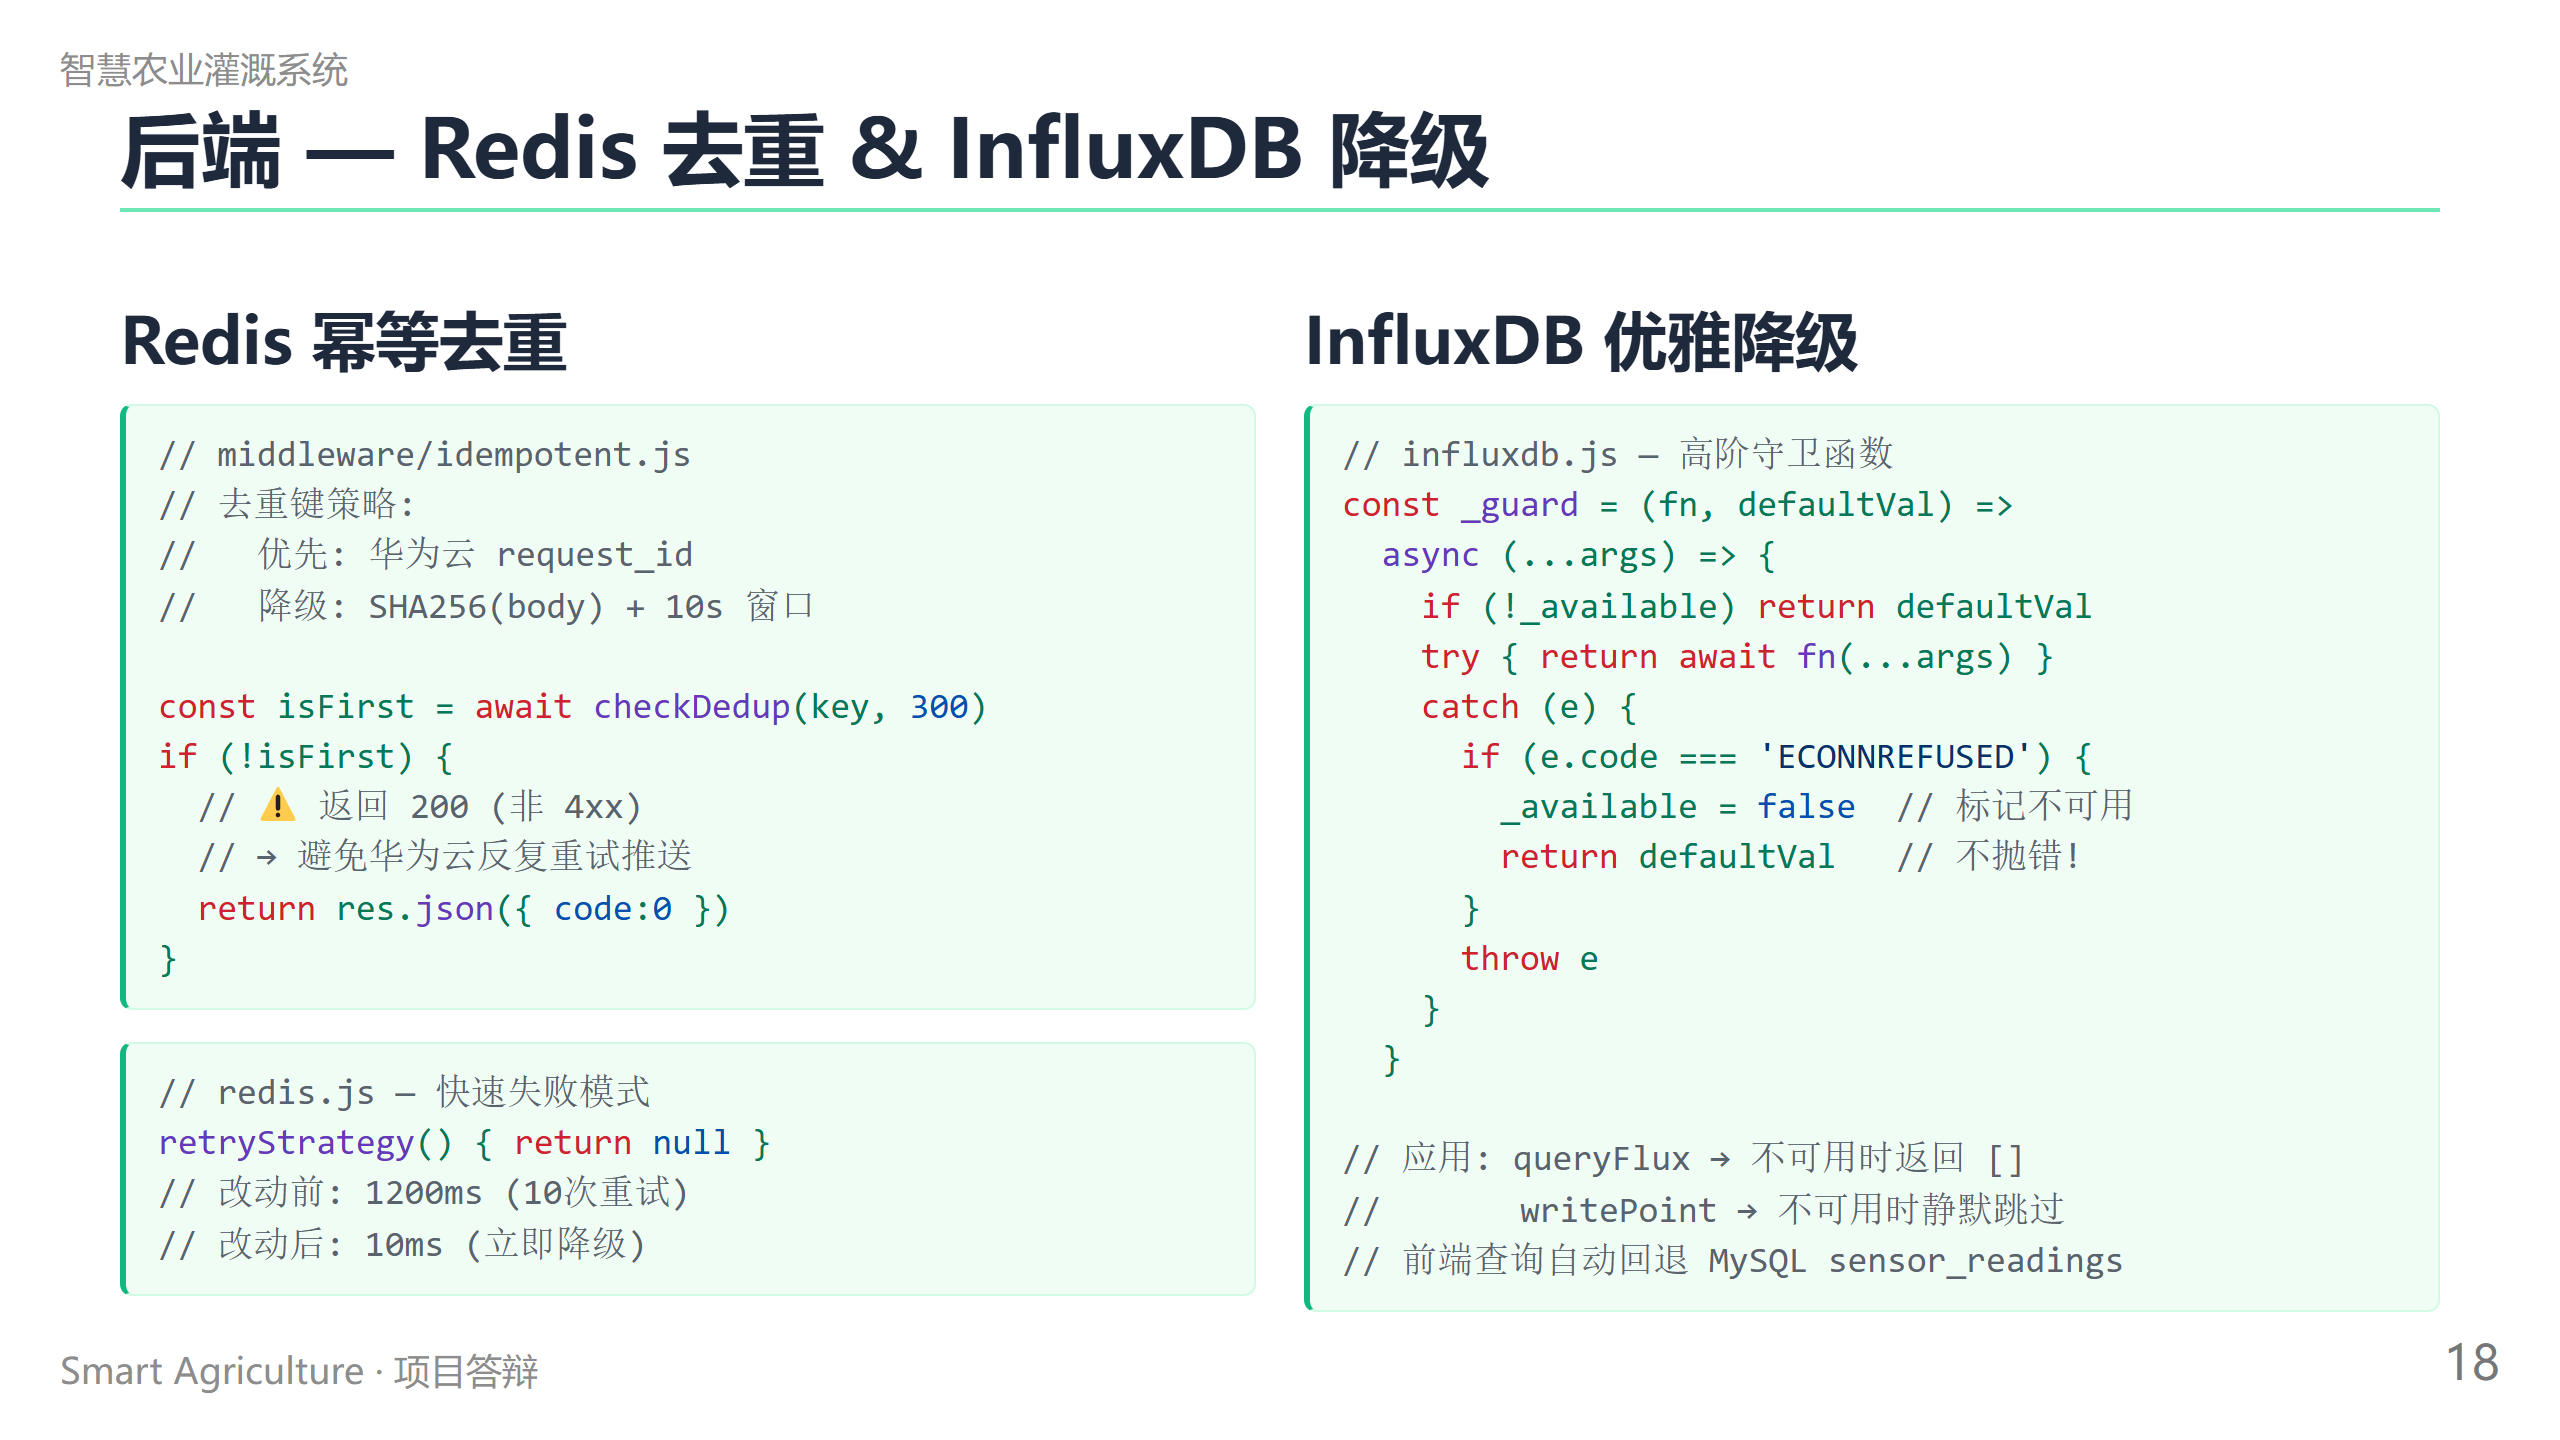 智慧农业灌溉系统
后端 — Redis 去重 & InfluxDB 降级
Redis 幂等去重
// middleware/idempotent.js
// 去重键策略:
//   优先: 华为云 request_id
//   降级: SHA256(body) + 10s 窗口
const isFirst = await checkDedup(key, 300)
if (!isFirst) {
  // ⚠️ 返回 200 (非 4xx)
  // → 避免华为云反复重试推送
  return res.json({ code:0 })
}
// redis.js — 快速失败模式
retryStrategy() { return null }
// 改动前: 1200ms (10次重试)
// 改动后: 10ms (立即降级)
InfluxDB 优雅降级
// influxdb.js — 高阶守卫函数
const _guard = (fn, defaultVal) =>
  async (...args) => {
    if (!_available) return defaultVal
    try { return await fn(...args) }
    catch (e) {
      if (e.code === 'ECONNREFUSED') {
        _available = false  // 标记不可用
        return defaultVal   // 不抛错!
      }
      throw e
    }
  }
// 应用: queryFlux → 不可用时返回 []
//       writePoint → 不可用时静默跳过
// 前端查询自动回退 MySQL sensor_readings
Smart Agriculture · 项目答辩
18